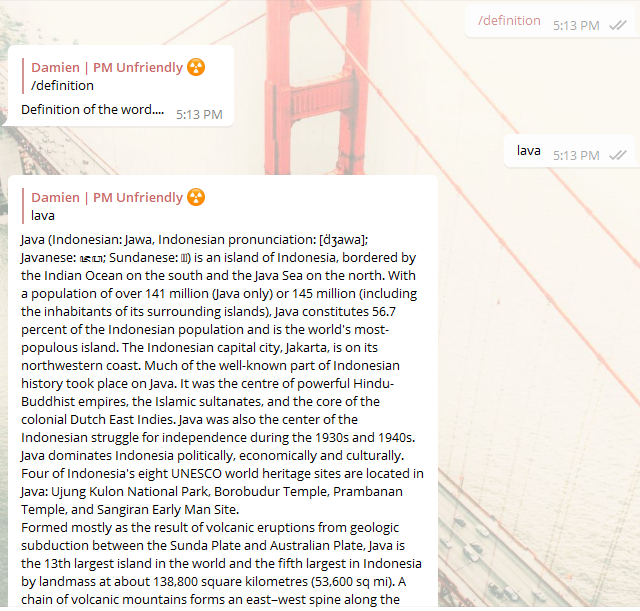 /definition 5:13 PM
Damien | PM Unfriendly
/definition
Definition of the word.... 5:13 PM
lava 5:13 PM
Damien | PM Unfriendly
lava
Java (Indonesian: Jawa, Indonesian pronunciation: [d̠ʒawa];
Javanese: ꦗꦮ; Sundanese: ) is an island of Indonesia, bordered by
the Indian Ocean on the south and the Java Sea on the north. With
a population of over 141 million (Java only) or 145 million (including
the inhabitants of its surrounding islands), Java constitutes 56.7
percent of the Indonesian population and is the world's most-
populous island. The Indonesian capital city, Jakarta, is on its
northwestern coast. Much of the well-known part of Indonesian
history took place on Java. It was the centre of powerful Hindu-
Buddhist empires, the Islamic sultanates, and the core of the
colonial Dutch East Indies. Java was also the center of the
Indonesian struggle for independence during the 1930s and 1940s.
Java dominates Indonesia politically, economically and culturally.
Four of Indonesia's eight UNESCO world heritage sites are located in
Java: Ujung Kulon National Park, Borobudur Temple, Prambanan
Temple, and Sangiran Early Man Site.
Formed mostly as the result of volcanic eruptions from geologic
subduction between the Sunda Plate and Australian Plate, Java is
the 13th largest island in the world and the fifth largest in Indonesia
by landmass at about 138,800 square kilometres (53,600 sq mi). A
chain of volcanic mountains forms an east–west spine along the